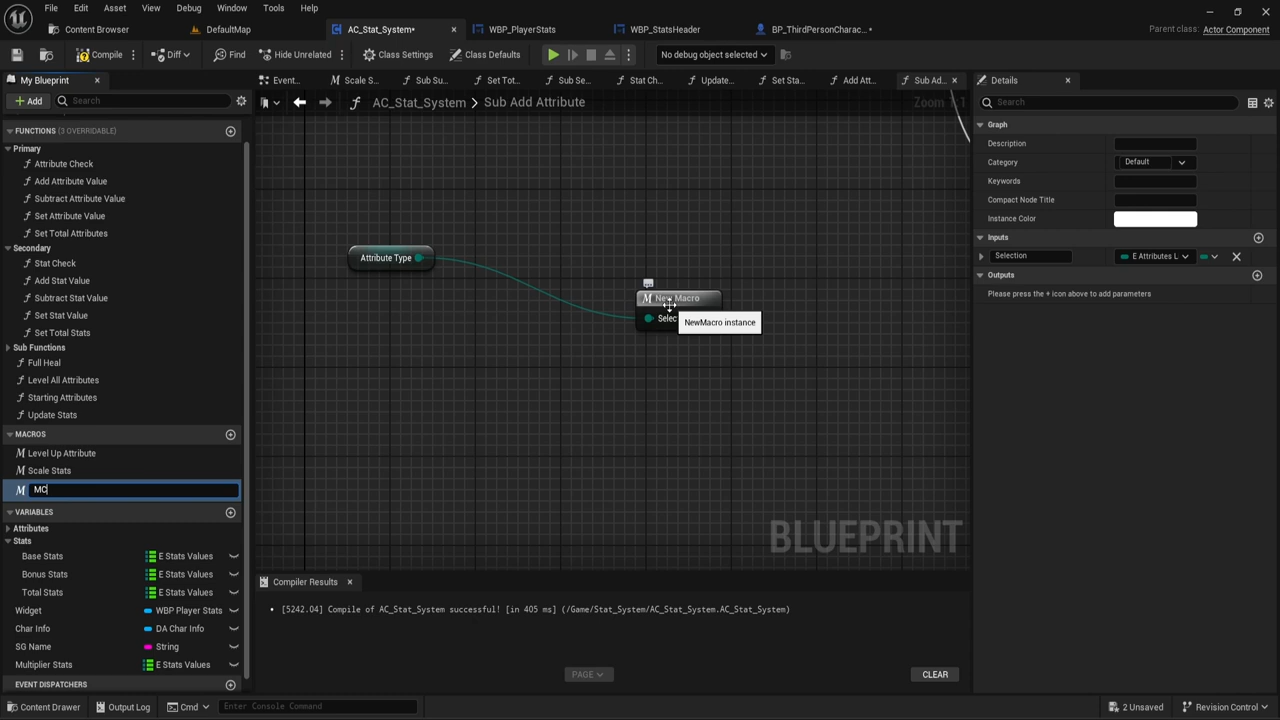 File Edit Asset View Debug Window Tools Help
Content Browser DefaultMap AC_Stat_System* WBP_PlayerStats WBP_StatsHeader BP_ThirdPersonCharac...* Parent class: Actor Component
Compile Diff Find Hide Unrelated Class Settings Class Defaults No debug object selected
My Blueprint Event... Scale S... Sub Su... Set Tot... Sub Se... Stat Ch... Update... Set Sta... Add Att... Sub Ad... Details
Add Search AC_Stat_System > Sub Add Attribute Zoom 1:1 Search
FUNCTIONS (3 OVERRIDABLE)
Primary
Attribute Check
Add Attribute Value
Subtract Attribute Value
Set Attribute Value
Set Total Attributes
Secondary
Stat Check
Add Stat Value
Subtract Stat Value
Set Stat Value
Set Total Stats
Sub Functions
Full Heal
Level All Attributes
Starting Attributes
Update Stats
MACROS
Level Up Attribute
Scale Stats
MC
VARIABLES
Attributes
Stats
Base Stats E Stats Values
Bonus Stats E Stats Values
Total Stats E Stats Values
Widget WBP Player Stats
Char Info DA Char Info
SG Name String
Multiplier Stats E Stats Values
EVENT DISPATCHERS
Attribute Type
New Macro
Selec
NewMacro instance
BLUEPRINT
Graph
Description
Category Default
Keywords
Compact Node Title
Instance Color
Inputs
Selection E Attributes L
Outputs
Please press the + icon above to add parameters
Compiler Results
[5242.04] Compile of AC_Stat_System successful! [in 405 ms] (/Game/Stat_System/AC_Stat_System.AC_Stat_System)
PAGE CLEAR
Content Drawer Output Log Cmd Enter Console Command 2 Unsaved Revision Control